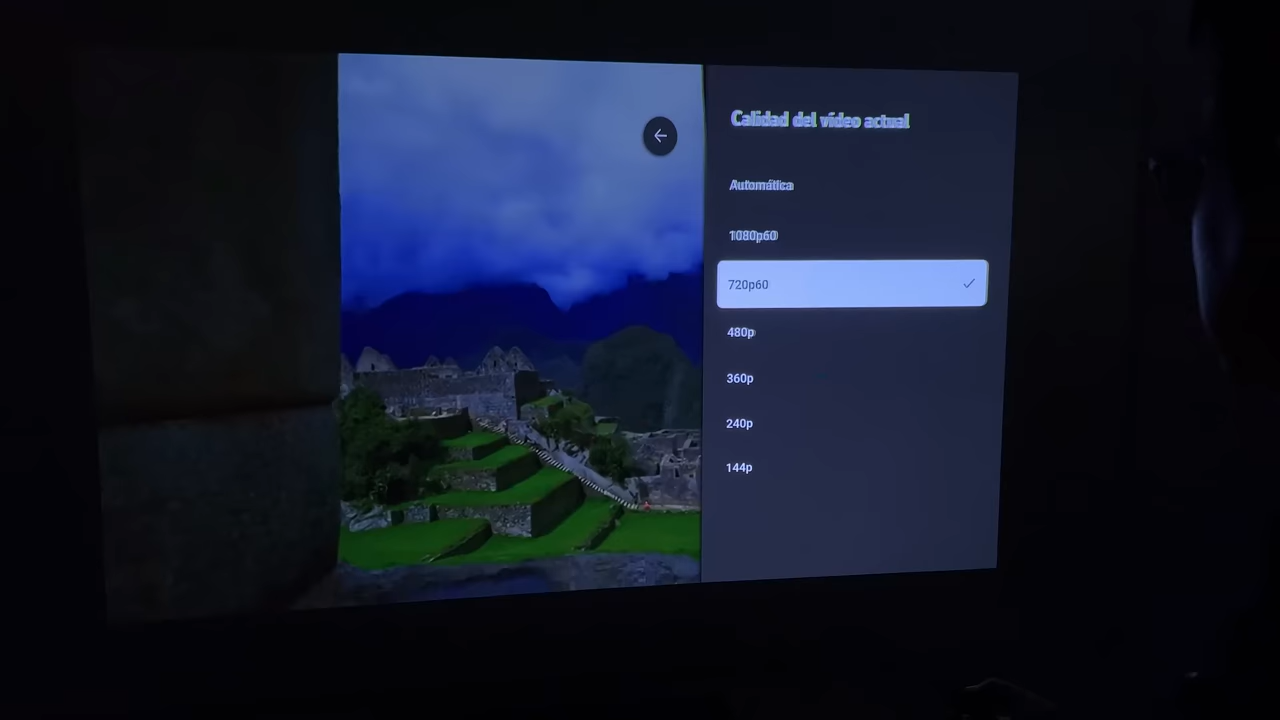 Calidad del vídeo actual
Automática
1080p60
720p60
480p
360p
240p
144p